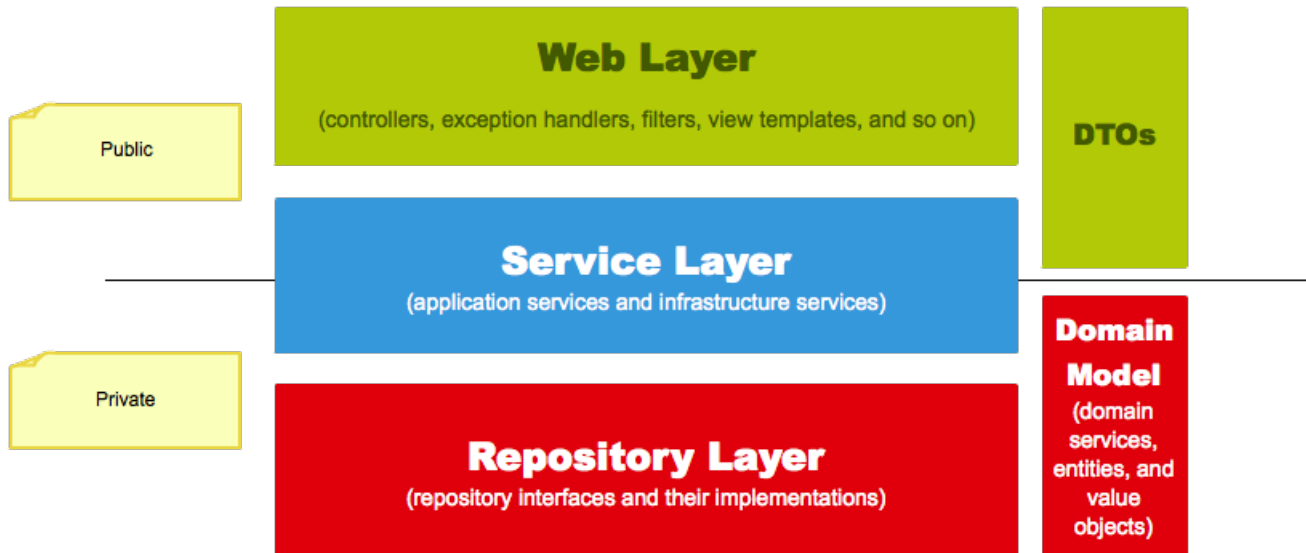 Web Layer
(controllers, exception handlers, filters, view templates, and so on)
DTOs
Public
Service Layer
(application services and infrastructure services)
Private
Repository Layer
(repository interfaces and their implementations)
Domain
Model
(domain
services,
entities, and
value
objects)